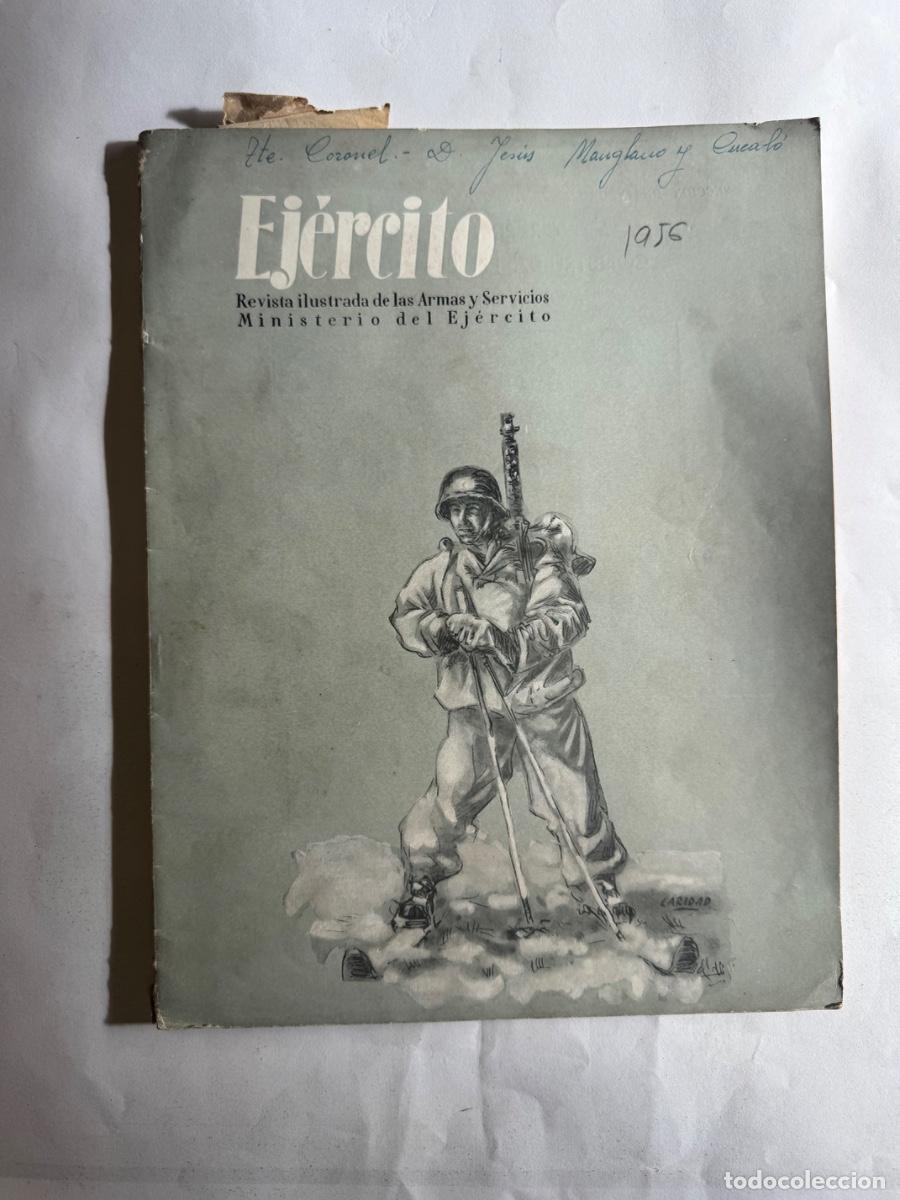 Tte. Coronel.- D. Jesús Manglano y Cucaló
Ejército
1956
Revista ilustrada de las Armas y Servicios
Ministerio del Ejército
CARIDAD
todocoleccion